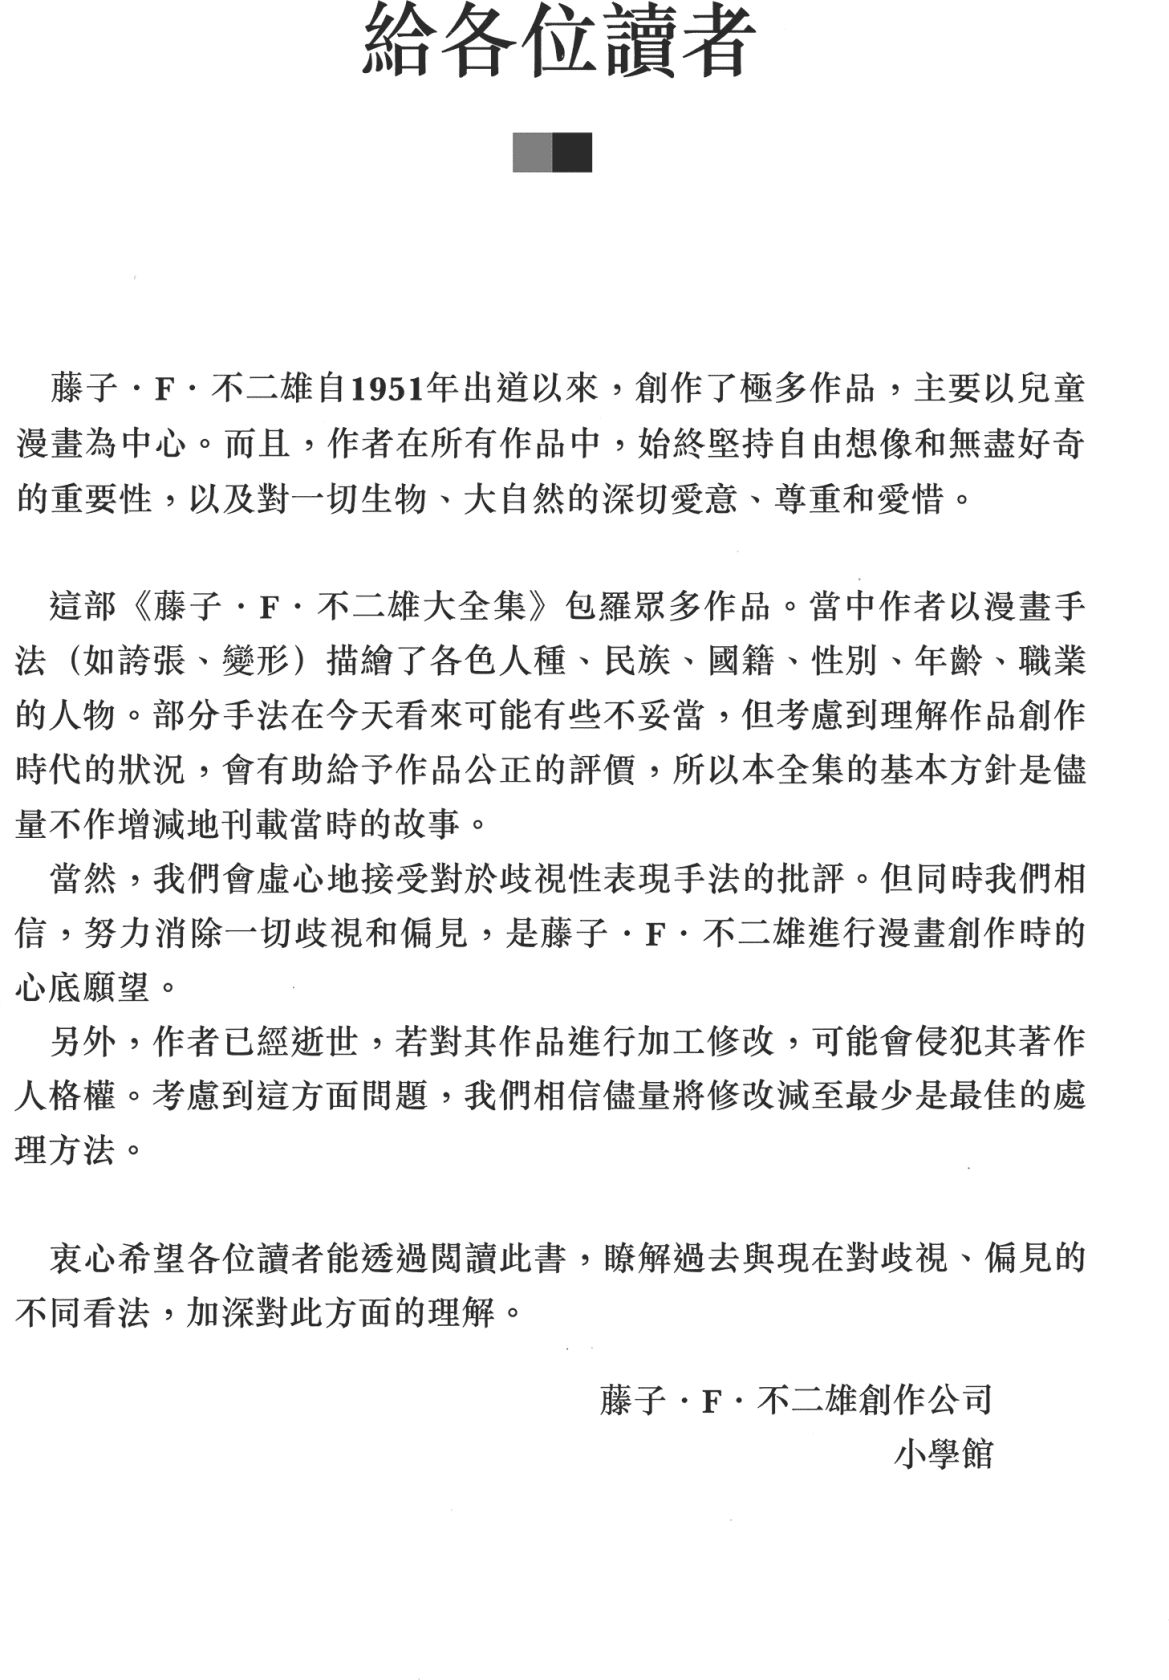 給各位讀者
藤子・F・不二雄自1951年出道以來，創作了極多作品，主要以兒童
漫畫為中心。而且，作者在所有作品中，始終堅持自由想像和無盡好奇
的重要性，以及對一切生物、大自然的深切愛意、尊重和愛惜。
這部《藤子・F・不二雄大全集》包羅眾多作品。當中作者以漫畫手
法（如誇張、變形）描繪了各色人種、民族、國籍、性別、年齡、職業
的人物。部分手法在今天看來可能有些不妥當，但考慮到理解作品創作
時代的狀況，會有助給予作品公正的評價，所以本全集的基本方針是儘
量不作增減地刊載當時的故事。
當然，我們會虛心地接受對於歧視性表現手法的批評。但同時我們相
信，努力消除一切歧視和偏見，是藤子・F・不二雄進行漫畫創作時的
心底願望。
另外，作者已經逝世，若對其作品進行加工修改，可能會侵犯其著作
人格權。考慮到這方面問題，我們相信儘量將修改減至最少是最佳的處
理方法。
衷心希望各位讀者能透過閱讀此書，瞭解過去與現在對歧視、偏見的
不同看法，加深對此方面的理解。
藤子・F・不二雄創作公司
小學館